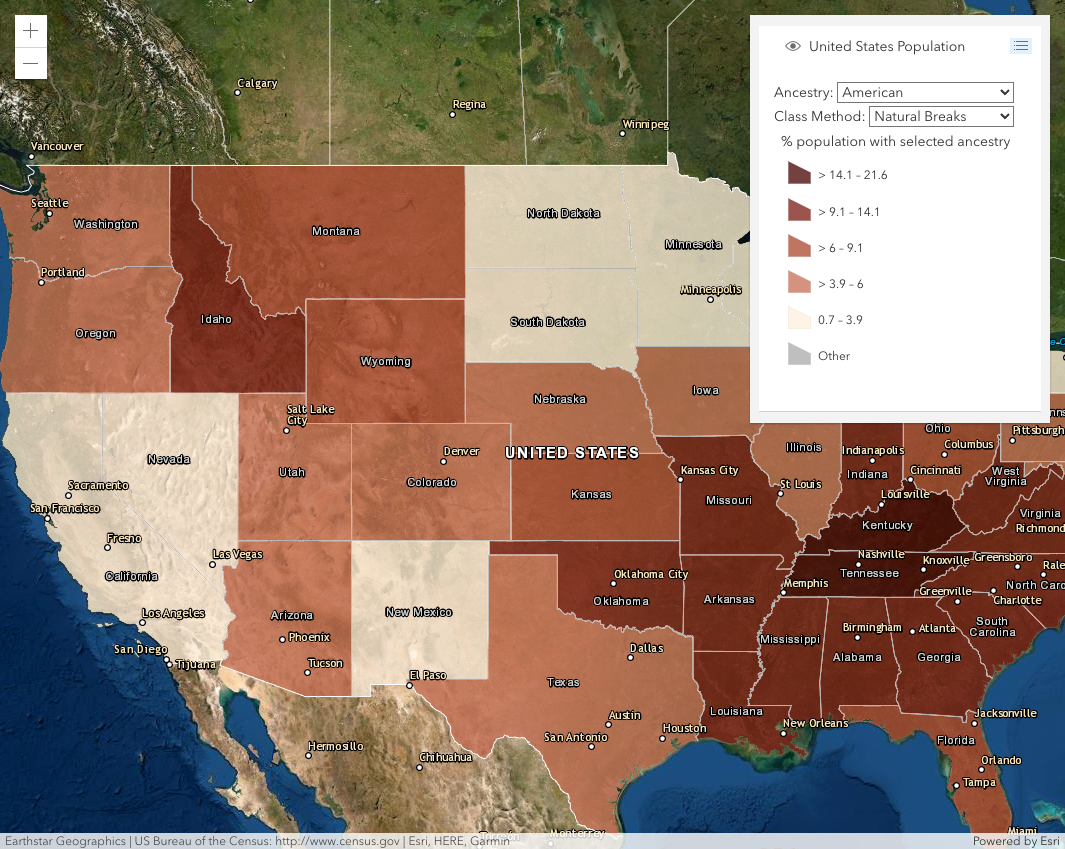 +
−
United States Population
Ancestry: American
Class Method: Natural Breaks
% population with selected ancestry
> 14.1 – 21.6
> 9.1 – 14.1
> 6 – 9.1
> 3.9 – 6
0.7 – 3.9
Other
Calgary
Regina
Winnipeg
Vancouver
Seattle
Washington
Montana
North Dakota
Minnesota
Portland
Minneapolis
Idaho
South Dakota
Oregon
Wyoming
Iowa
Nebraska
Salt Lake
City
Ohio
Pittsburgh
Columbus
Illinois
Indianapolis
Denver
UNITED STATES
Nevada
Utah
Colorado
Kansas City
Indiana
Cincinnati
West
Virginia
Sacramento
St Louis
Kansas
Missouri
Louisville
San Francisco
Virginia
Richmond
Kentucky
Fresno
Las Vegas
Nashville
Knoxville
Greensboro
Rale
California
Oklahoma City
Tennessee
Memphis
North Caro
Greenville
Charlotte
Oklahoma
Arkansas
Los Angeles
New Mexico
Arizona
Phoenix
Mississippi
Birmingham
Atlanta
South
Carolina
San Diego
Tijuana
Tucson
Dallas
Alabama
Georgia
El Paso
Texas
Louisiana
Austin
Houston
New Orleans
Jacksonville
San Antonio
Hermosillo
Chihuahua
Florida
Orlando
Tampa
Monterrey
Miami
Earthstar Geographics | US Bureau of the Census: http://www.census.gov | Esri, HERE, Garmin
Powered by Esri